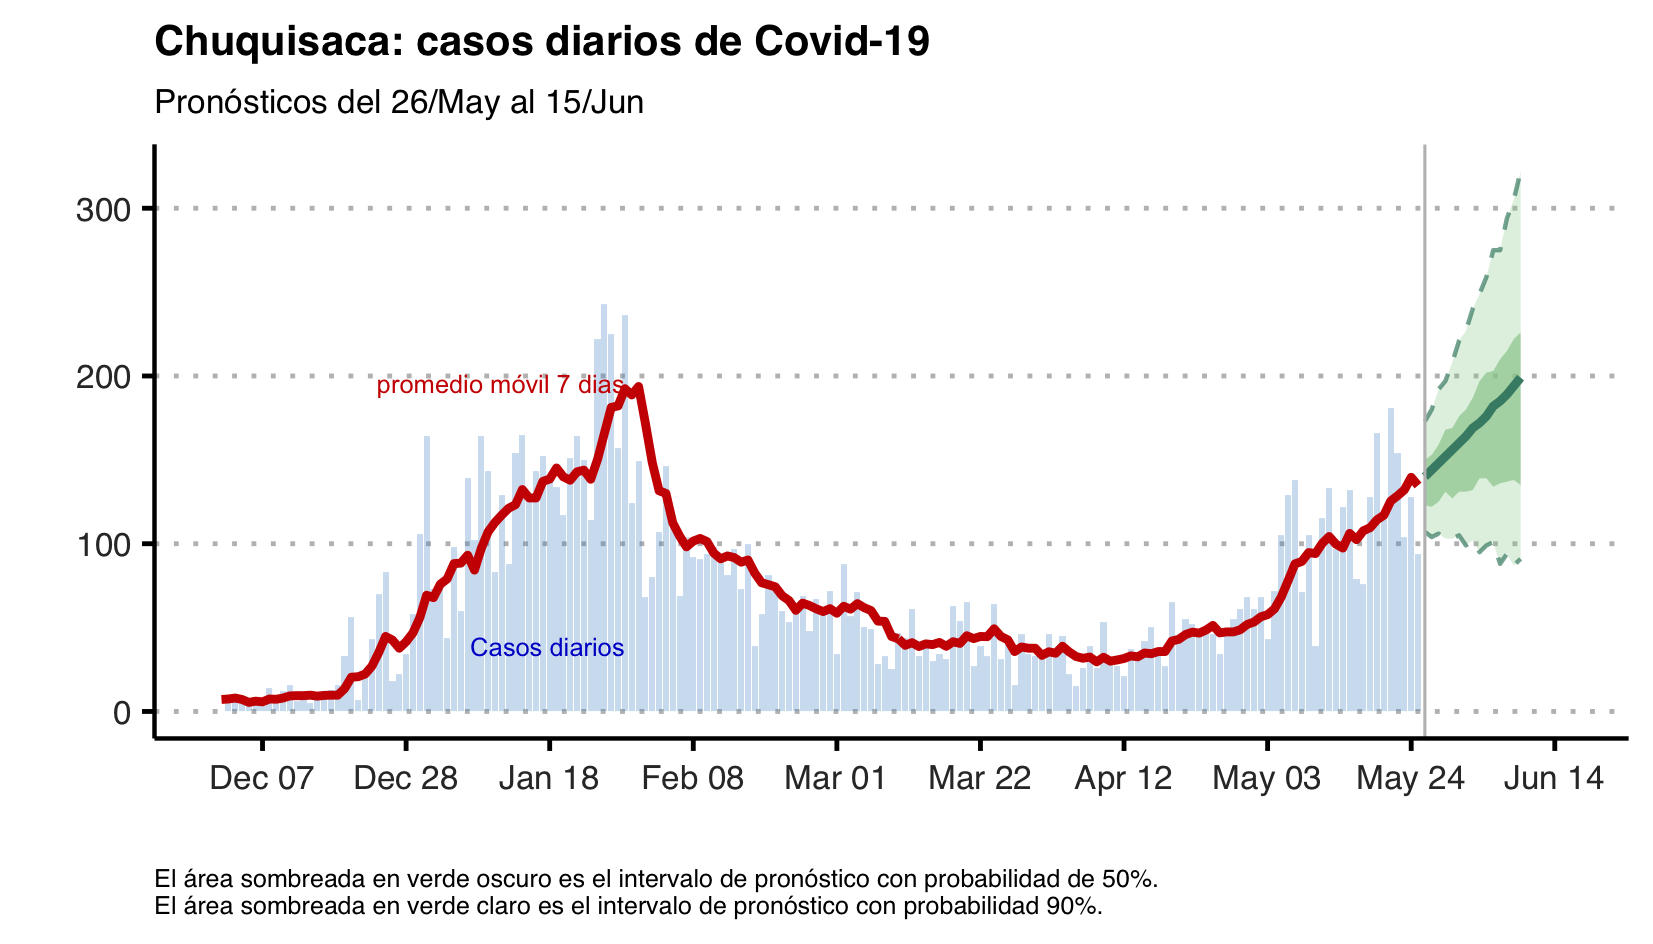 Chuquisaca: casos diarios de Covid-19
Pronósticos del 26/May al 15/Jun
300
200
100
0
promedio móvil 7 dias
Casos diarios
Dec 07 Dec 28 Jan 18 Feb 08 Mar 01 Mar 22 Apr 12 May 03 May 24 Jun 14
El área sombreada en verde oscuro es el intervalo de pronóstico con probabilidad de 50%.
El área sombreada en verde claro es el intervalo de pronóstico con probabilidad 90%.